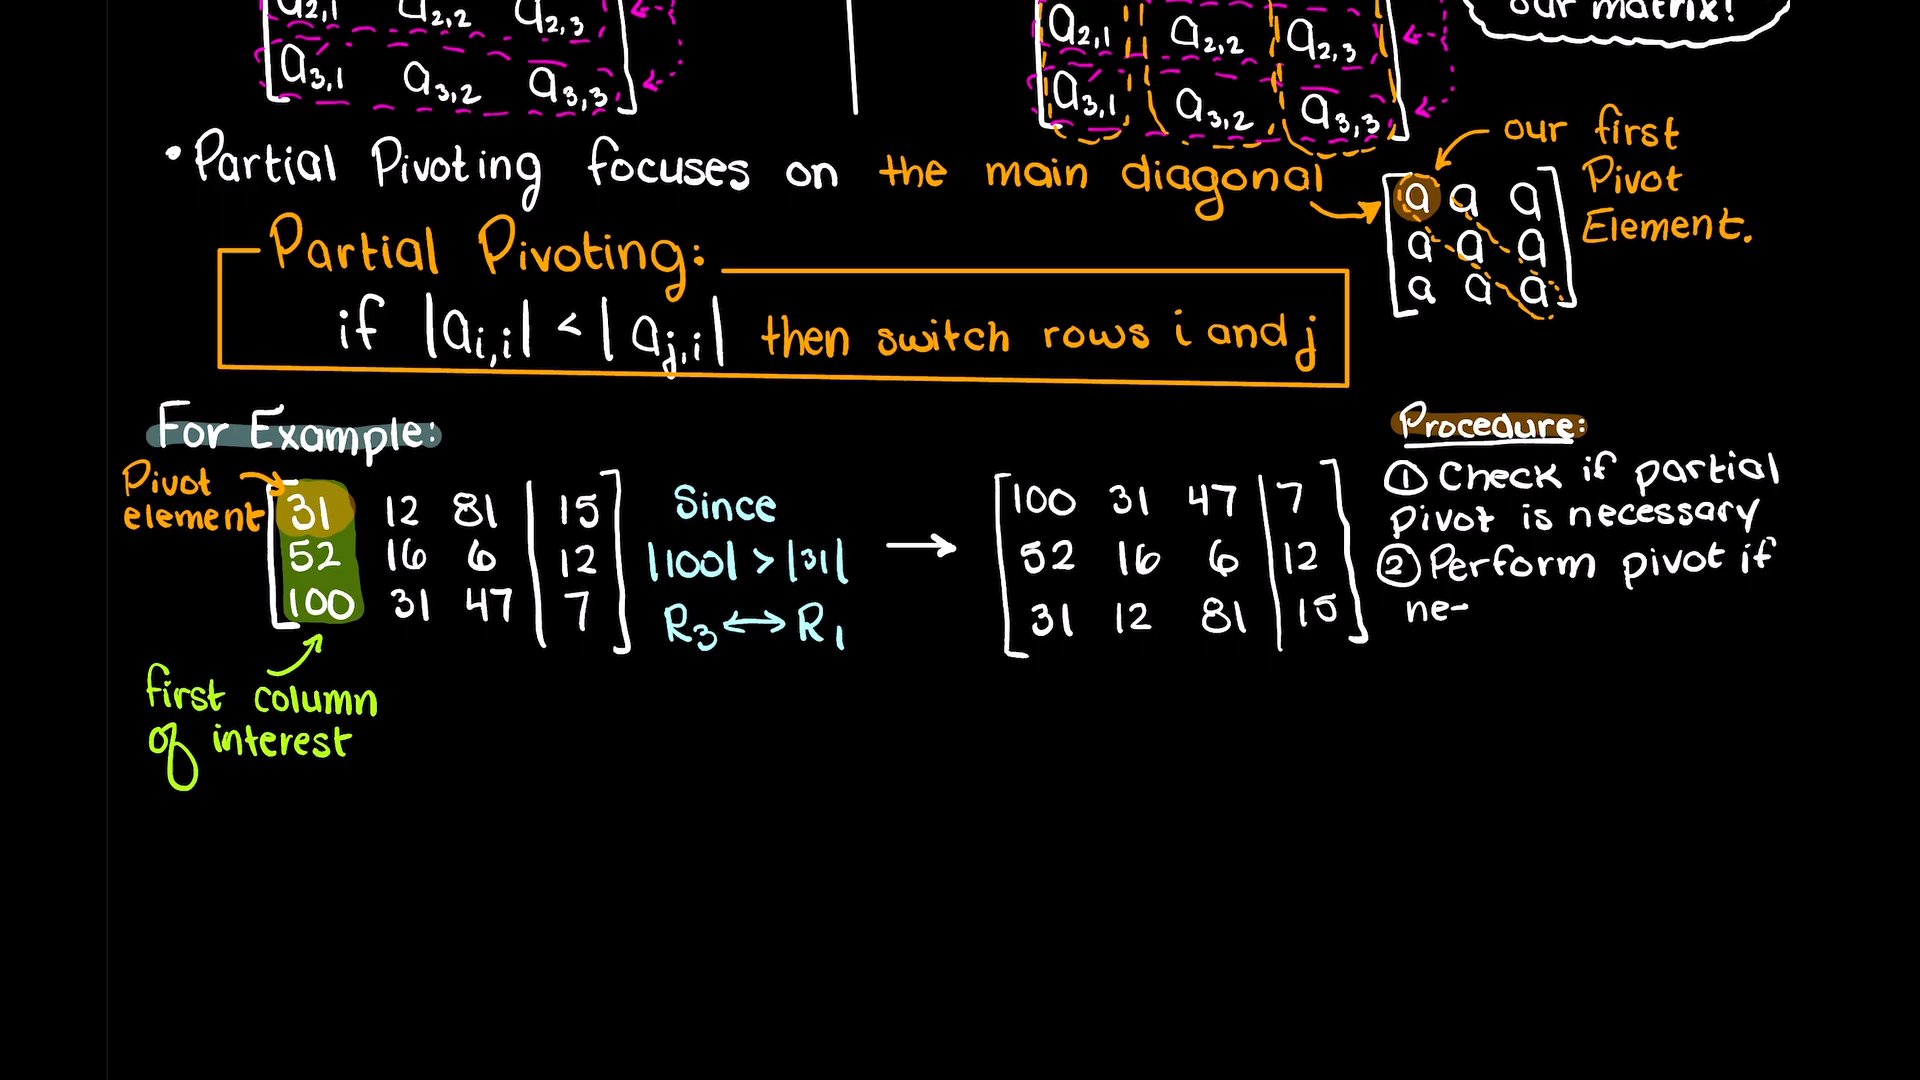 a2,1 a2,2 a2,3
a3,1 a3,2 a3,3
a2,1 a2,2 a2,3
a3,1 a3,2 a3,3
our matrix!
• Partial Pivoting focuses on the main diagonal
our first
Pivot
Element.
a a a
a a a
a a a
Partial Pivoting:
if |ai,i| < |aj,i| then switch rows i and j
For Example:
Pivot
element
31 12 81 | 15
52 16 6 | 12
100 31 47 | 7
first column
of interest
Since
|100| > |31|
R3 ↔ R1
→
100 31 47 | 7
52 16 6 | 12
31 12 81 | 15
Procedure:
① Check if partial
pivot is necessary
② Perform pivot if
ne-